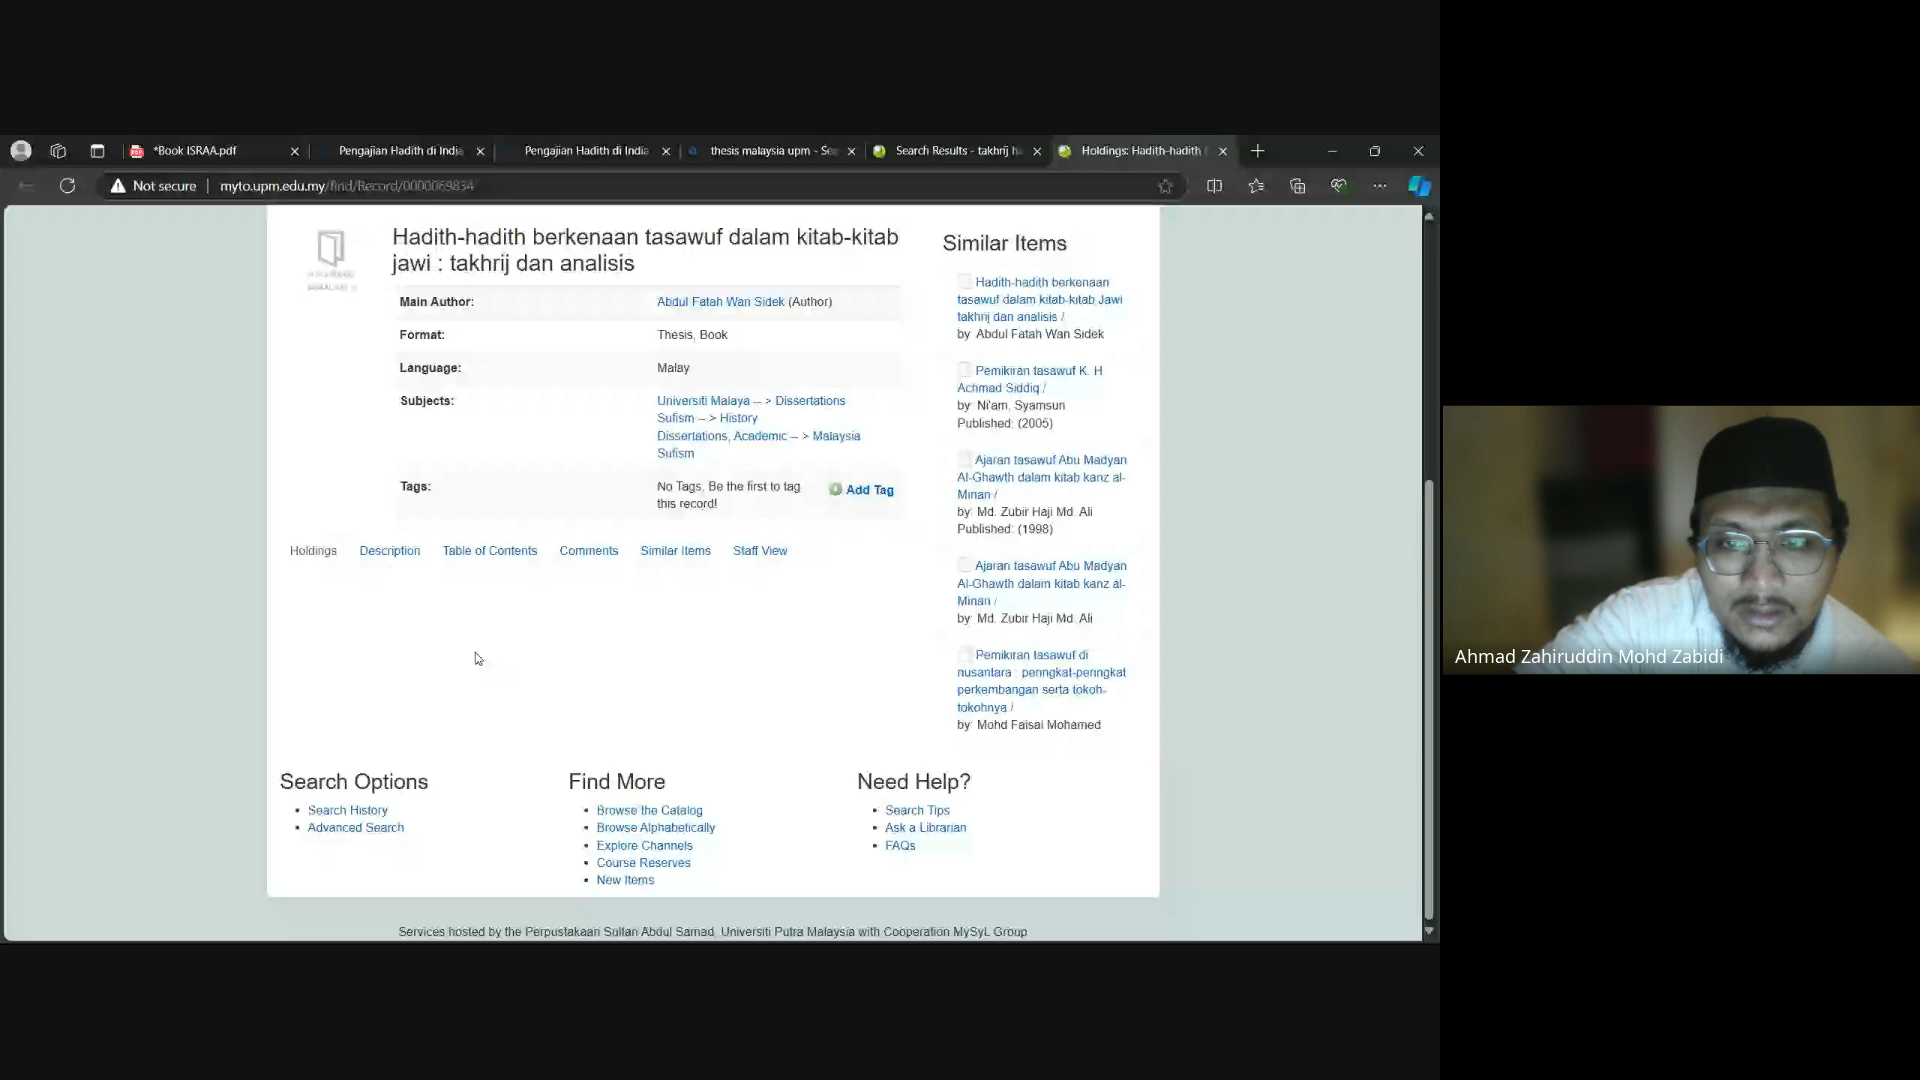 *Book ISRAA.pdf
Pengajian Hadith di India
Pengajian Hadith di India
thesis malaysia upm - Se
Search Results - takhrij h
Holdings: Hadith-hadith
Not secure
myto.upm.edu.my/find/Record/0000069834
Hadith-hadith berkenaan tasawuf dalam kitab-kitab
jawi : takhrij dan analisis
Main Author:
Abdul Fatah Wan Sidek (Author)
Format:
Thesis, Book
Language:
Malay
Subjects:
Universiti Malaya -- > Dissertations
Sufism -- > History
Dissertations, Academic -- > Malaysia
Sufism
Tags:
No Tags, Be the first to tag
this record!
Add Tag
Holdings
Description
Table of Contents
Comments
Similar Items
Staff View
Similar Items
Hadith-hadith berkenaan
tasawuf dalam kitab-kitab Jawi
takhrij dan analisis /
by: Abdul Fatah Wan Sidek
Pemikiran tasawuf K. H
Achmad Siddiq /
by: Ni'am, Syamsun
Published: (2005)
Ajaran tasawuf Abu Madyan
Al-Ghawth dalam kitab kanz al-
Minan /
by: Md. Zubir Haji Md. Ali
Published: (1998)
Ajaran tasawuf Abu Madyan
Al-Ghawth dalam kitab kanz al-
Minan /
by: Md. Zubir Haji Md. Ali
Pemikiran tasawuf di
nusantara : peringkat-peringkat
perkembangan serta tokoh-
tokohnya /
by: Mohd Faisal Mohamed
Search Options
Search History
Advanced Search
Find More
Browse the Catalog
Browse Alphabetically
Explore Channels
Course Reserves
New Items
Need Help?
Search Tips
Ask a Librarian
FAQs
Services hosted by the Perpustakaan Sultan Abdul Samad, Universiti Putra Malaysia with Cooperation MySyL Group
Ahmad Zahiruddin Mohd Zabidi